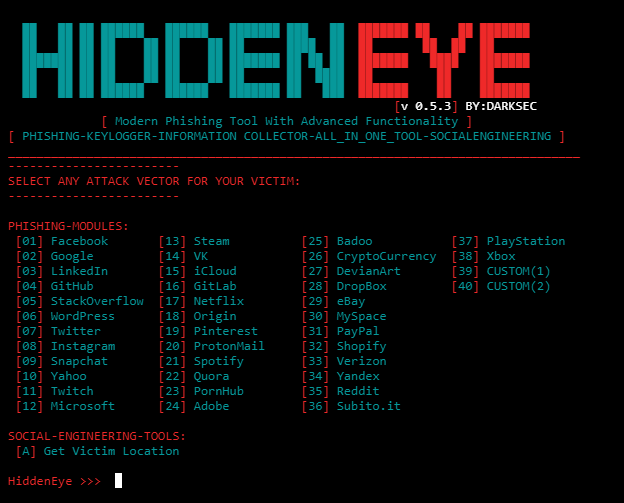 HIDDEN EYE
[v 0.5.3] BY:DARKSEC
[ Modern Phishing Tool With Advanced Functionality ]
[ PHISHING-KEYLOGGER-INFORMATION COLLECTOR-ALL_IN_ONE_TOOL-SOCIALENGINEERING ]
________________________________________________________________________________
------------------------
SELECT ANY ATTACK VECTOR FOR YOUR VICTIM:
------------------------
PHISHING-MODULES:
[01] Facebook [13] Steam [25] Badoo [37] PlayStation
[02] Google [14] VK [26] CryptoCurrency [38] Xbox
[03] LinkedIn [15] iCloud [27] DevianArt [39] CUSTOM(1)
[04] GitHub [16] GitLab [28] DropBox [40] CUSTOM(2)
[05] StackOverflow [17] Netflix [29] eBay
[06] WordPress [18] Origin [30] MySpace
[07] Twitter [19] Pinterest [31] PayPal
[08] Instagram [20] ProtonMail [32] Shopify
[09] Snapchat [21] Spotify [33] Verizon
[10] Yahoo [22] Quora [34] Yandex
[11] Twitch [23] PornHub [35] Reddit
[12] Microsoft [24] Adobe [36] Subito.it
SOCIAL-ENGINEERING-TOOLS:
[A] Get Victim Location
HiddenEye >>>